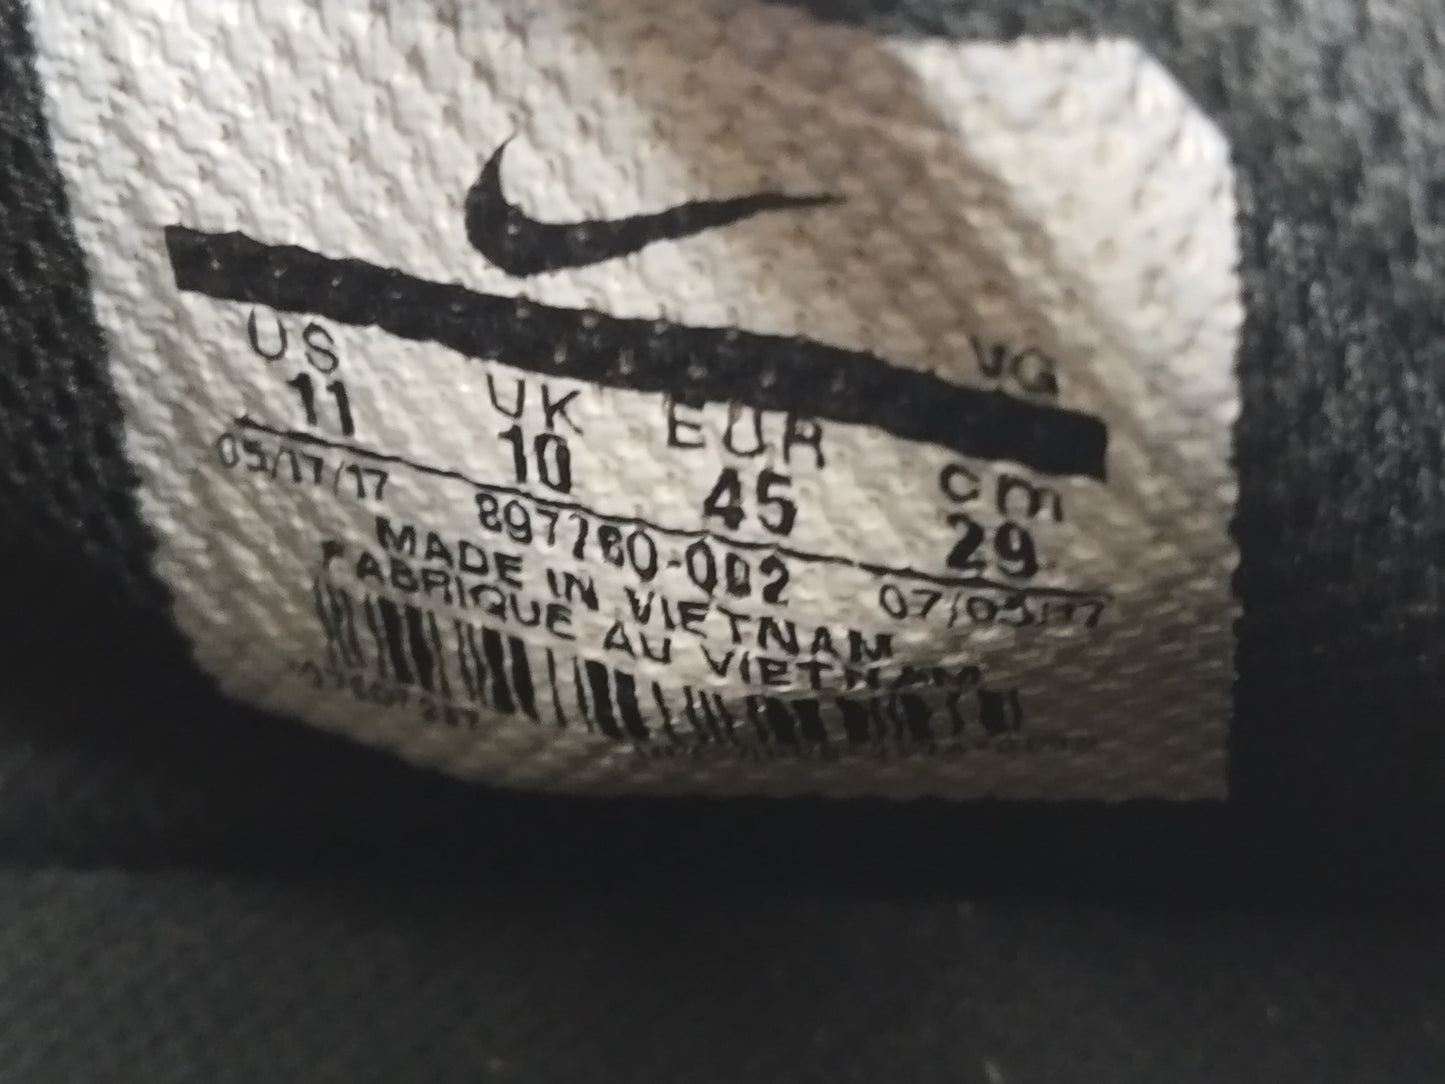 VG
US UK EUR cm
11 10 45 29
05/17/17 897780-002 07/03/17
MADE IN VIETNAM
FABRIQUE AU VIETNAM